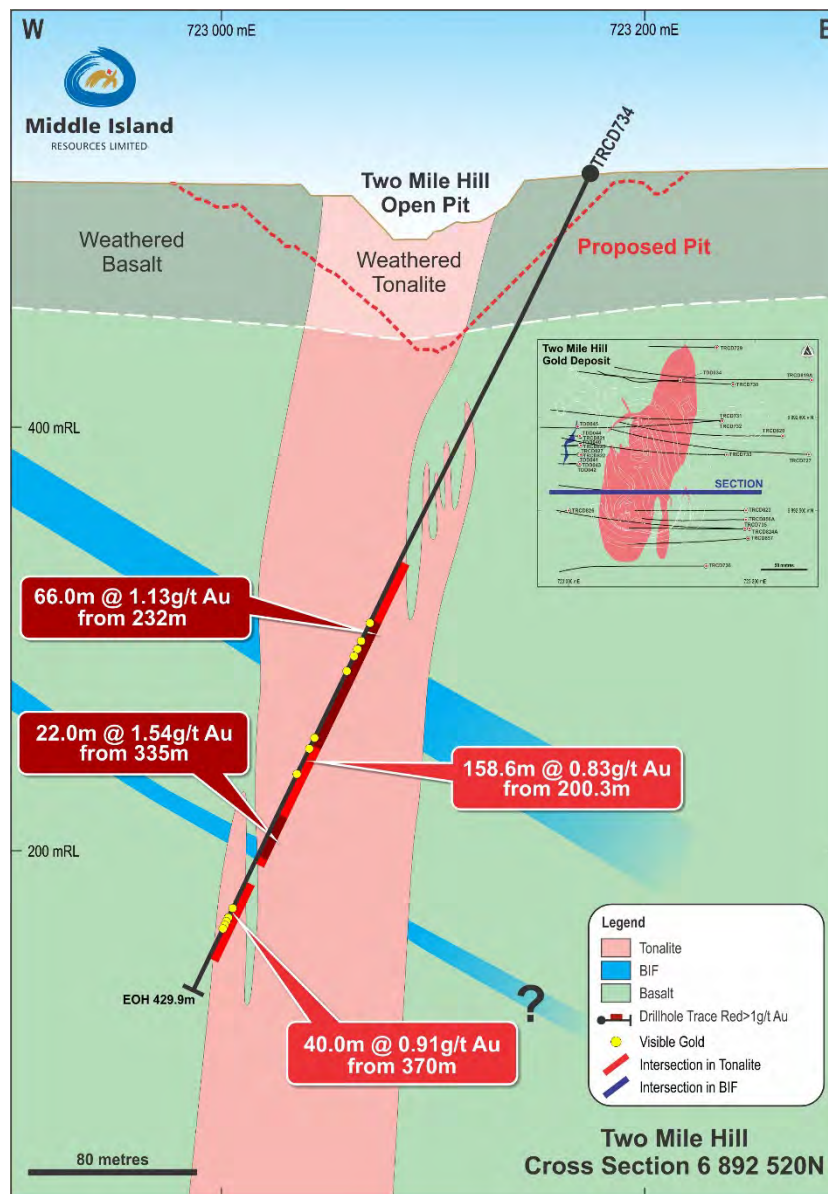 W
723 000 mE
723 200 mE
E
Middle Island
RESOURCES LIMITED
TRCD734
Two Mile Hill
Open Pit
Weathered
Basalt
Weathered
Tonalite
Proposed Pit
Two Mile Hill
Gold Deposit
SECTION
400 mRL
66.0m @ 1.13g/t Au
from 232m
22.0m @ 1.54g/t Au
from 335m
158.6m @ 0.83g/t Au
from 200.3m
200 mRL
EOH 429.9m
?
40.0m @ 0.91g/t Au
from 370m
Legend
Tonalite
BIF
Basalt
Drillhole Trace Red>1g/t Au
Visible Gold
Intersection in Tonalite
Intersection in BIF
80 metres
Two Mile Hill
Cross Section 6 892 520N